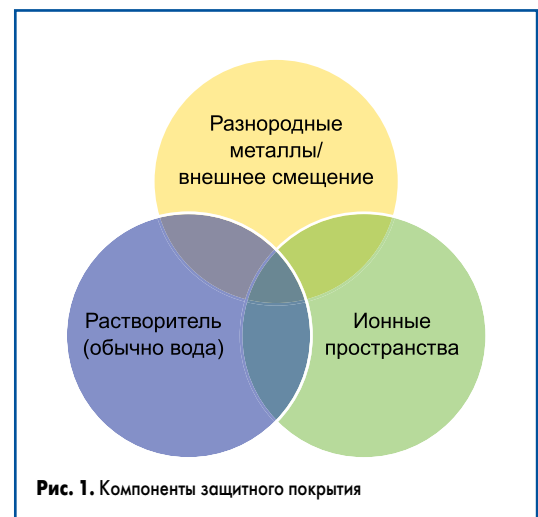 Разнородные
металлы/
внешнее смещение
Растворитель
(обычно вода)
Ионные
пространства
Рис. 1. Компоненты защитного покрытия